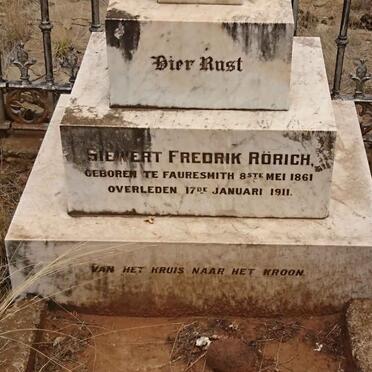 Hier Rust
SIEWERT FREDRIK RÖRICH,
GEBOREN TE FAURESMITH 8STE MEI 1861
OVERLEDEN 17DE JANUARI 1911.
VAN HET KRUIS NAAR HET KROON.